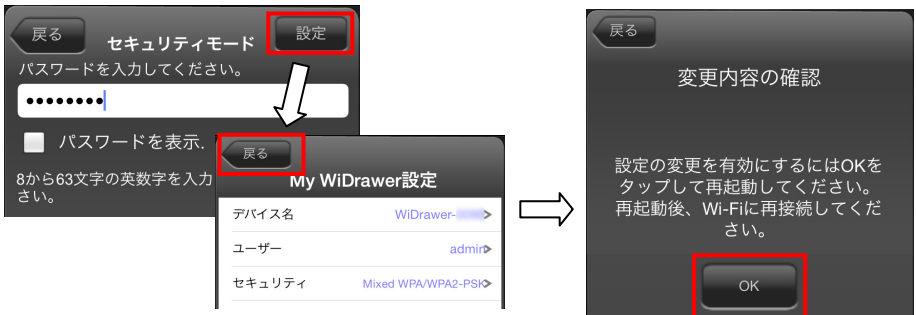 戻る
セキュリティモード
設定
パスワードを入力してください。
••••••••
パスワードを表示.
8から63文字の英数字を入力
さい。
戻る
My WiDrawer設定
デバイス名 WiDrawer-
ユーザー admin
セキュリティ Mixed WPA/WPA2-PSK
戻る
変更内容の確認
設定の変更を有効にするにはOKを
タップして再起動してください。
再起動後、Wi-Fiに再接続してくだ
さい。
OK